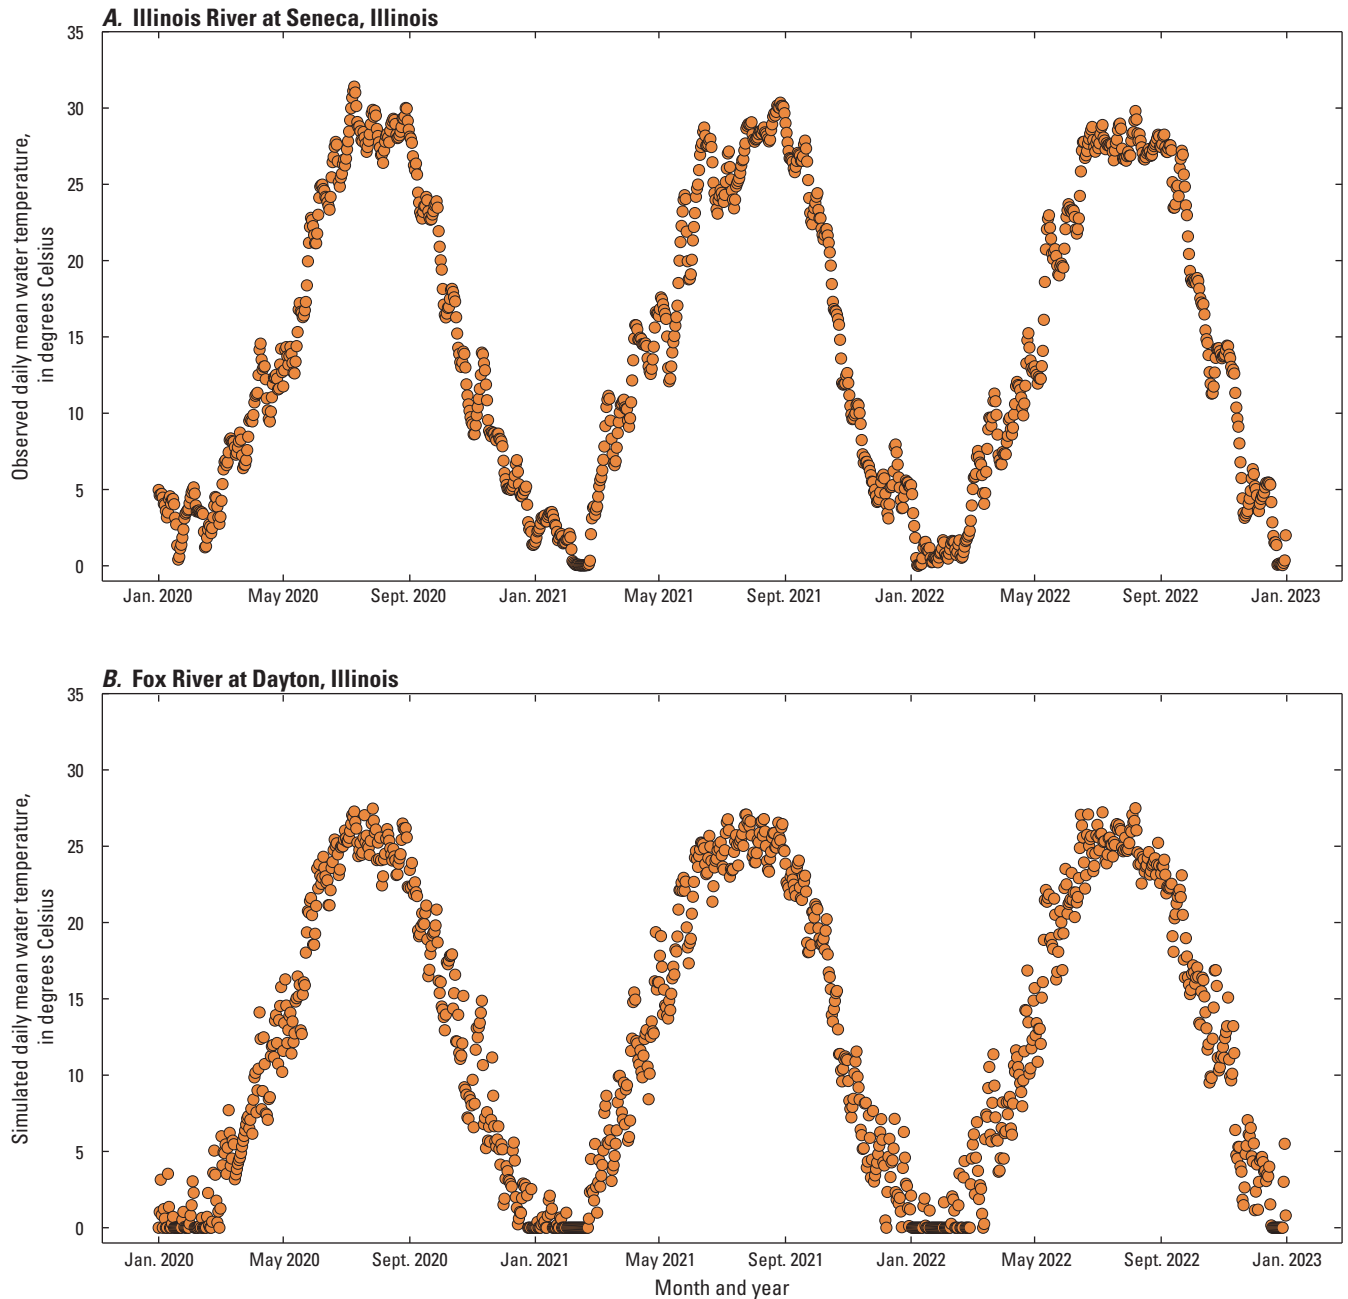 A. Illinois River at Seneca, Illinois
35
30
25
20
15
10
5
0
Observed daily mean water temperature,
in degrees Celsius
Jan. 2020 May 2020 Sept. 2020 Jan. 2021 May 2021 Sept. 2021 Jan. 2022 May 2022 Sept. 2022 Jan. 2023
B. Fox River at Dayton, Illinois
35
30
25
20
15
10
5
0
Simulated daily mean water temperature,
in degrees Celsius
Jan. 2020 May 2020 Sept. 2020 Jan. 2021 May 2021 Sept. 2021 Jan. 2022 May 2022 Sept. 2022 Jan. 2023
Month and year